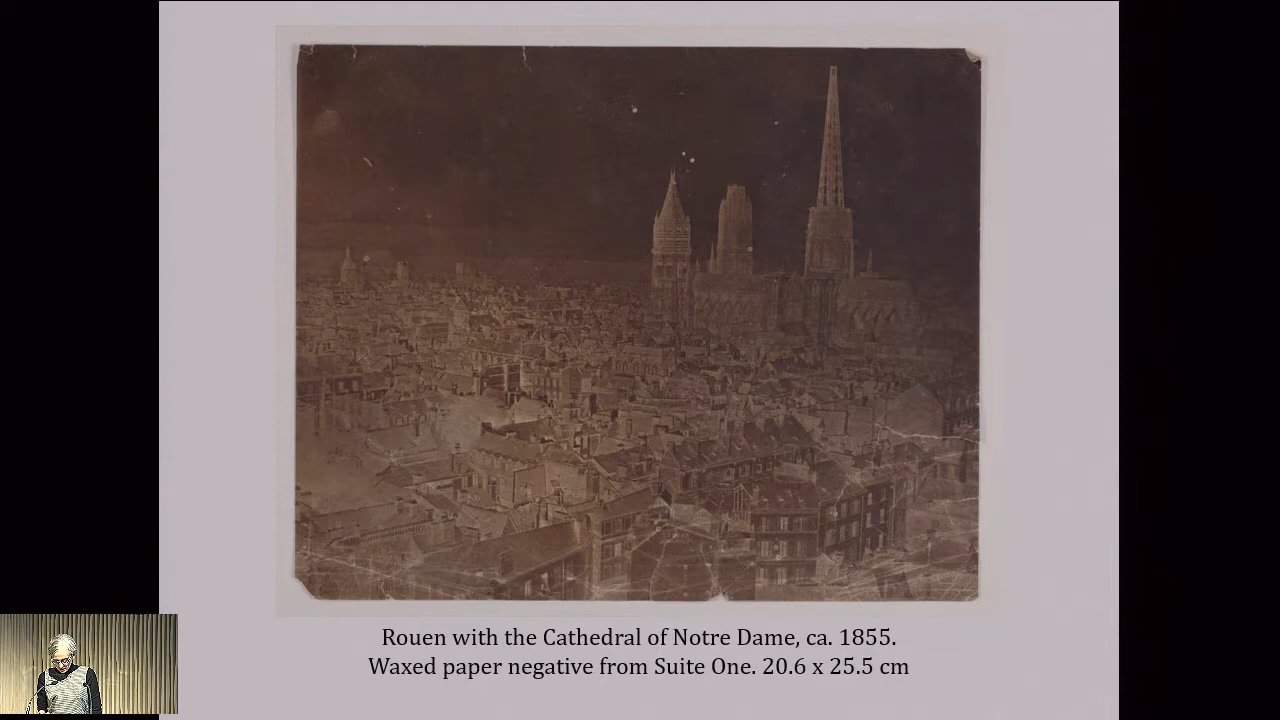 Rouen with the Cathedral of Notre Dame, ca. 1855.
Waxed paper negative from Suite One. 20.6 x 25.5 cm